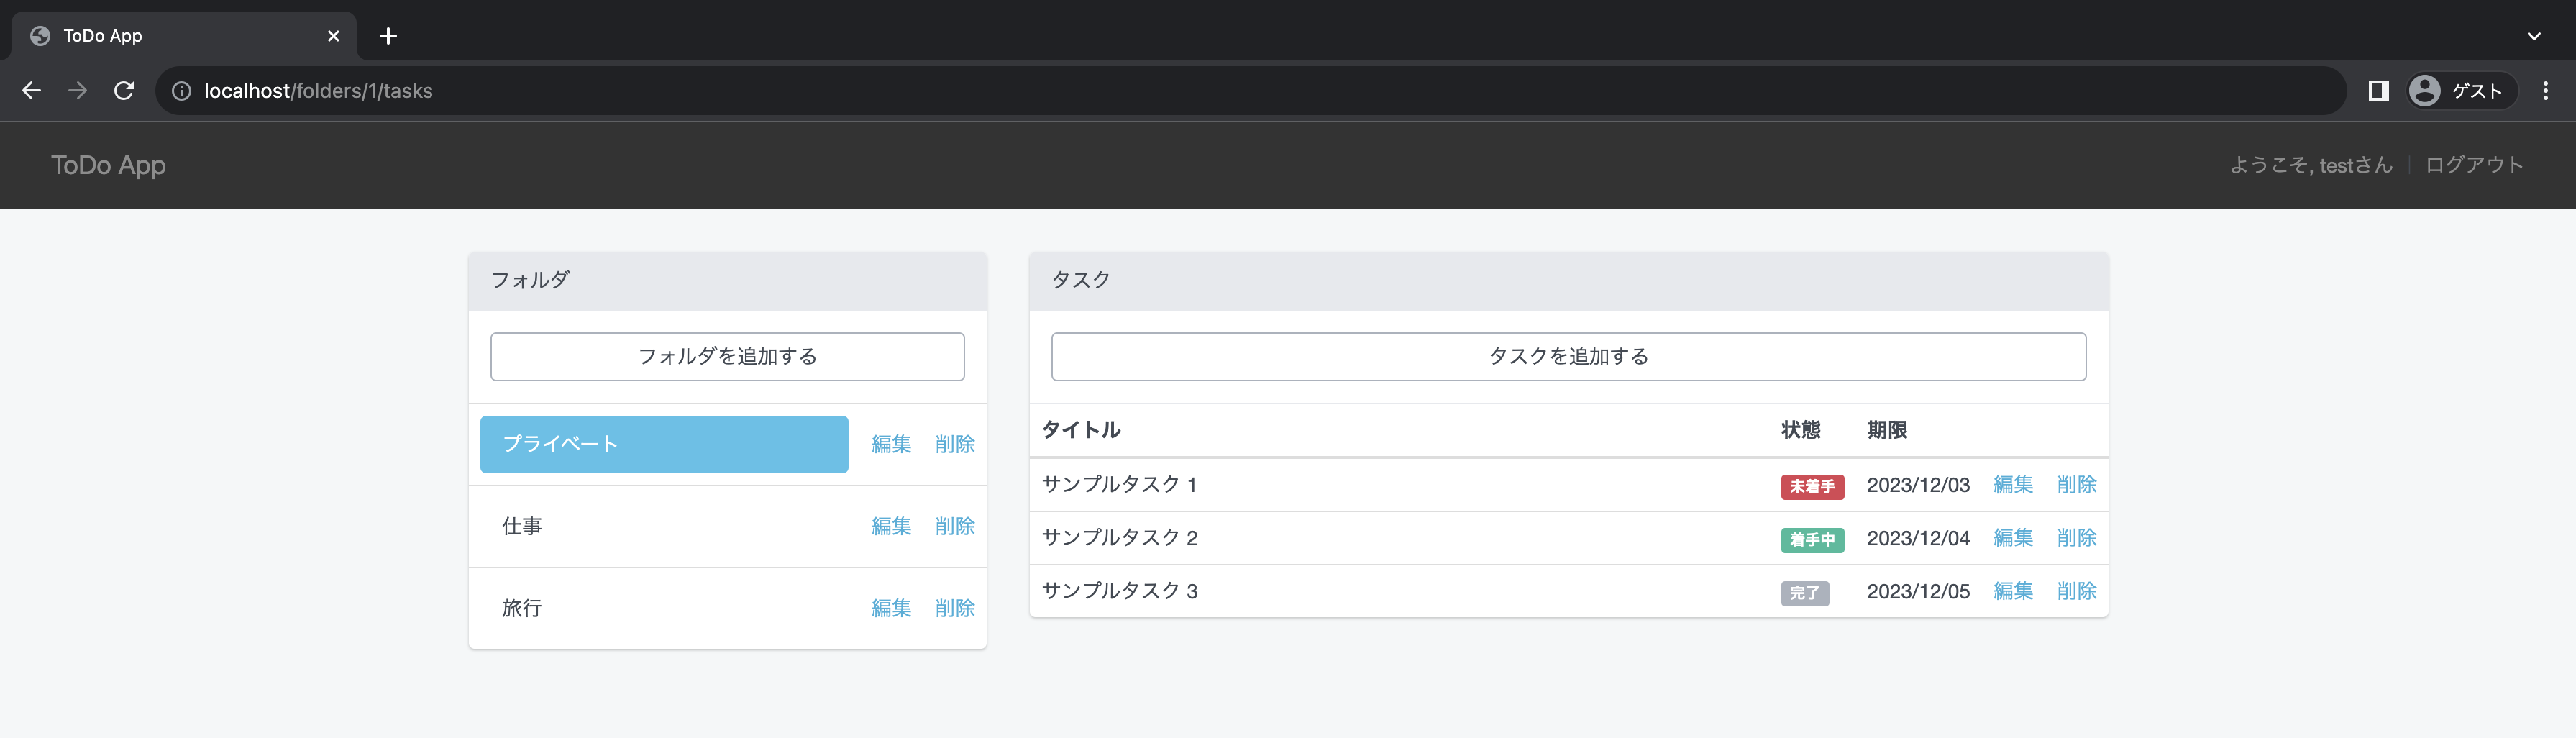 ToDo App
localhost/folders/1/tasks
ゲスト
ToDo App
ようこそ, testさん
ログアウト
フォルダ
フォルダを追加する
プライベート 編集 削除
仕事 編集 削除
旅行 編集 削除
タスク
タスクを追加する
タイトル 状態 期限
サンプルタスク 1 未着手 2023/12/03 編集 削除
サンプルタスク 2 着手中 2023/12/04 編集 削除
サンプルタスク 3 完了 2023/12/05 編集 削除